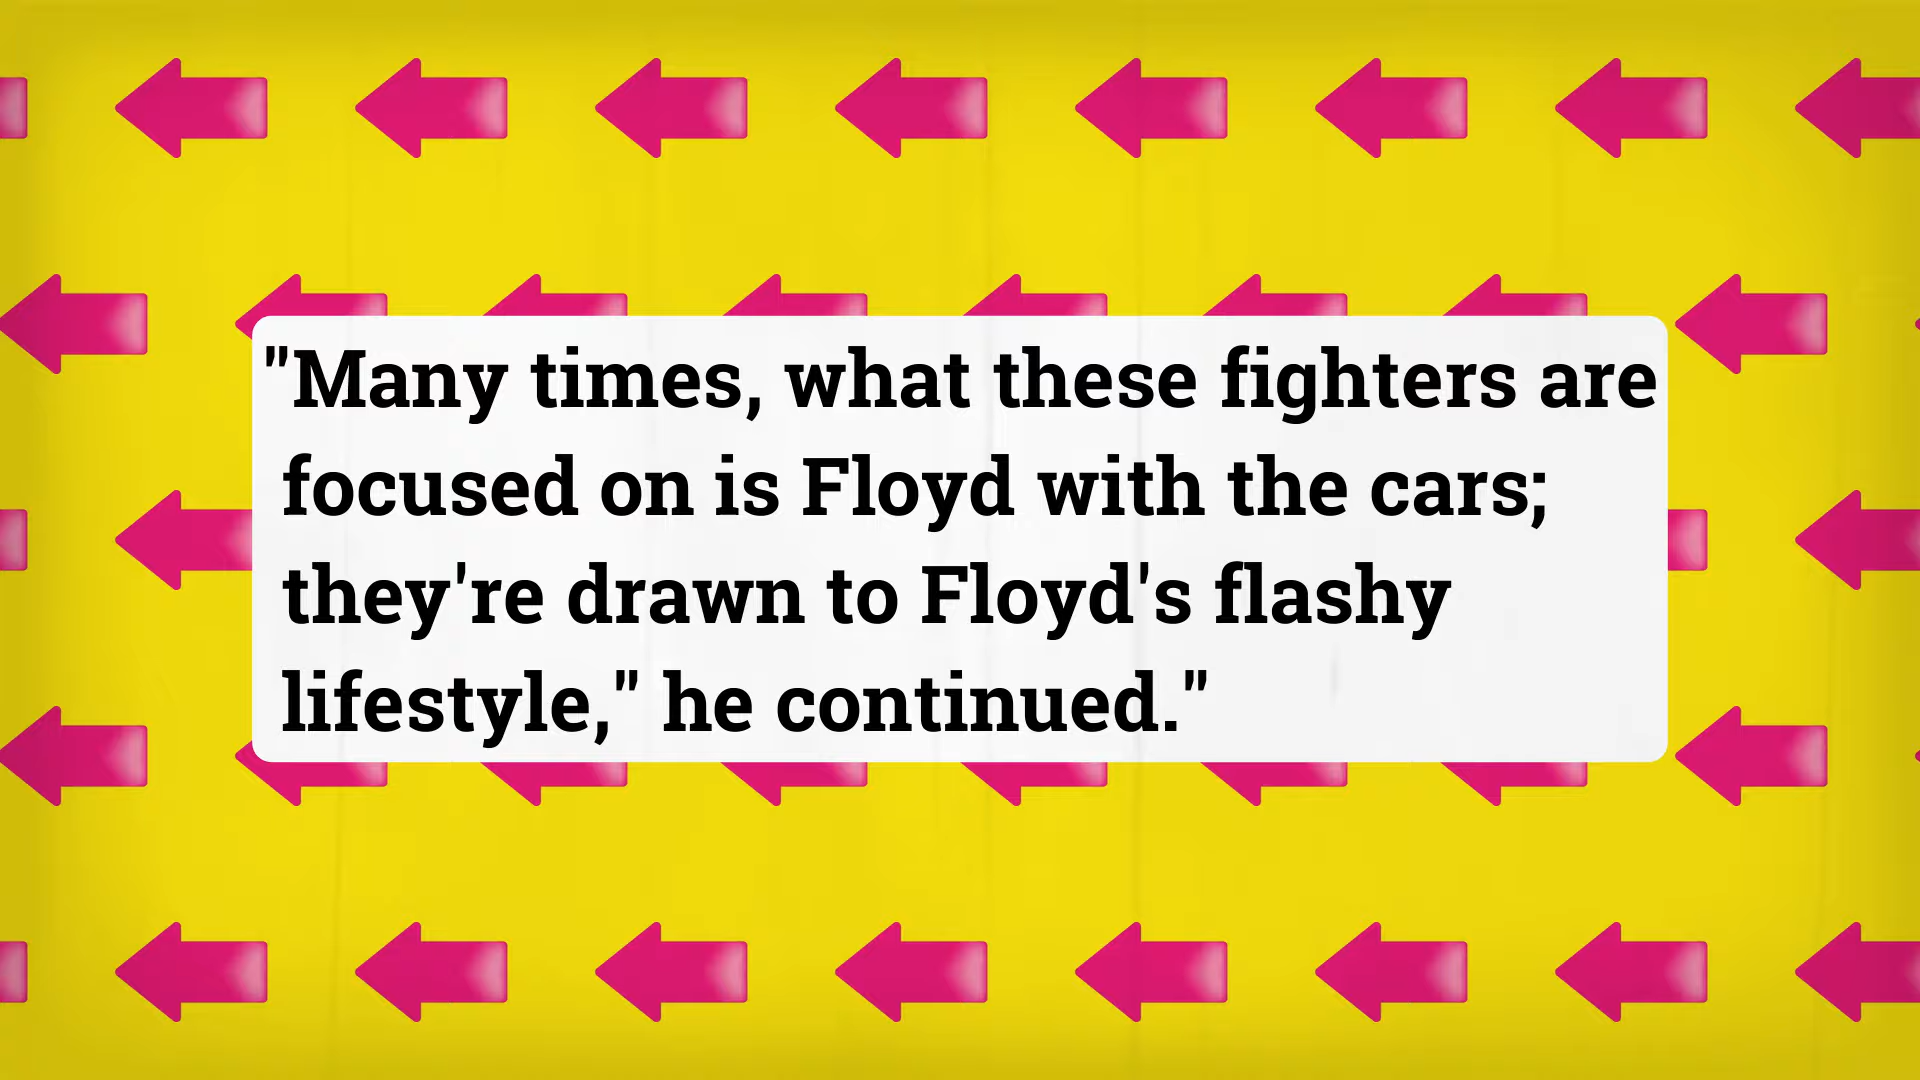 "Many times, what these fighters are
focused on is Floyd with the cars;
they're drawn to Floyd's flashy
lifestyle," he continued."